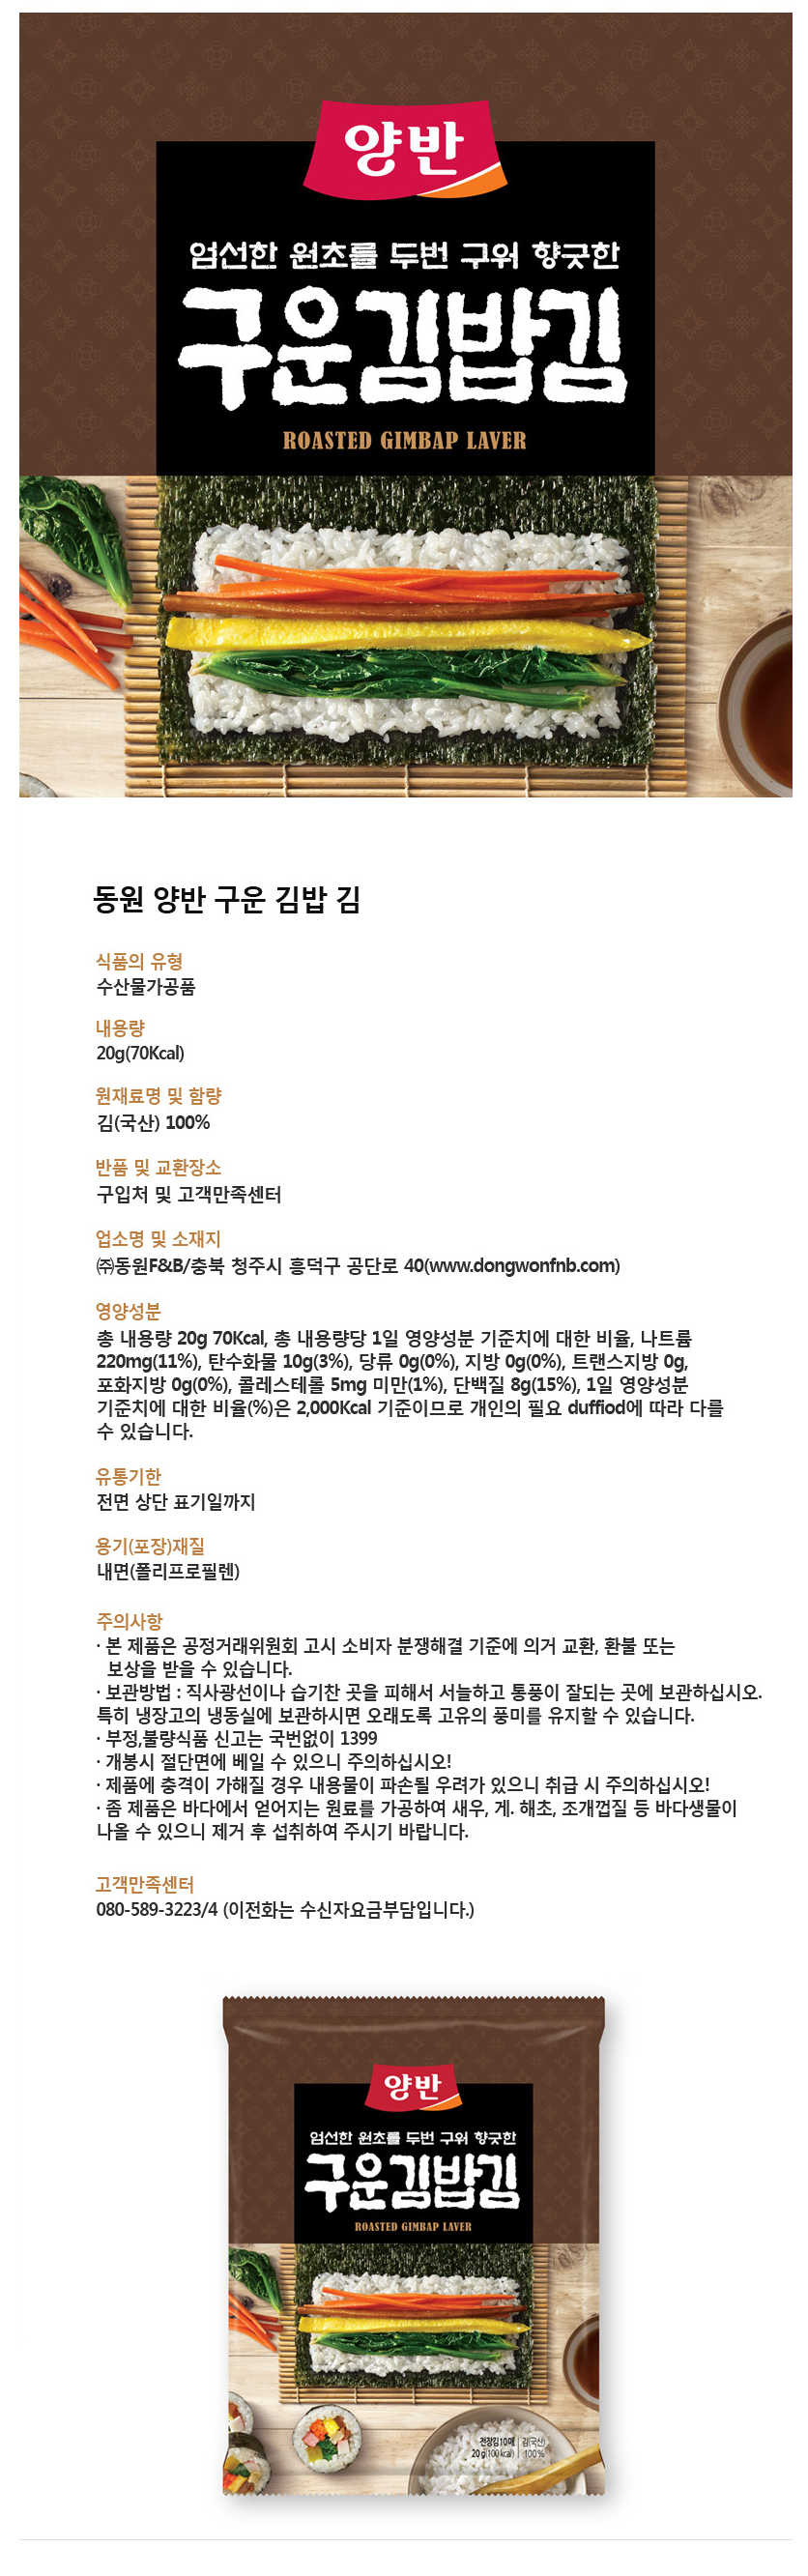 양반
엄선한 원초를 두번 구워 향긋한
구운김밥김
ROASTED GIMBAP LAVER
동원 양반 구운 김밥 김
식품의 유형
수산물가공품
내용량
20g(70Kcal)
원재료명 및 함량
김(국산) 100%
반품 및 교환장소
구입처 및 고객만족센터
업소명 및 소재지
㈜동원F&B/충북 청주시 흥덕구 공단로 40(www.dongwonfnb.com)
영양성분
총 내용량 20g 70Kcal, 총 내용량당 1일 영양성분 기준치에 대한 비율, 나트륨
220mg(11%), 탄수화물 10g(3%), 당류 0g(0%), 지방 0g(0%), 트랜스지방 0g,
포화지방 0g(0%), 콜레스테롤 5mg 미만(1%), 단백질 8g(15%), 1일 영양성분
기준치에 대한 비율(%)은 2,000Kcal 기준이므로 개인의 필요 duffiod에 따라 다를
수 있습니다.
유통기한
전면 상단 표기일까지
용기(포장)재질
내면(폴리프로필렌)
주의사항
· 본 제품은 공정거래위원회 고시 소비자 분쟁해결 기준에 의거 교환, 환불 또는
보상을 받을 수 있습니다.
· 보관방법 : 직사광선이나 습기찬 곳을 피해서 서늘하고 통풍이 잘되는 곳에 보관하십시오.
특히 냉장고의 냉동실에 보관하시면 오래도록 고유의 풍미를 유지할 수 있습니다.
· 부정,불량식품 신고는 국번없이 1399
· 개봉시 절단면에 베일 수 있으니 주의하십시오!
· 제품에 충격이 가해질 경우 내용물이 파손될 우려가 있으니 취급 시 주의하십시오!
· 좀 제품은 바다에서 얻어지는 원료를 가공하여 새우, 게. 해초, 조개껍질 등 바다생물이
나올 수 있으니 제거 후 섭취하여 주시기 바랍니다.
고객만족센터
080-589-3223/4 (이전화는 수신자요금부담입니다.)
양반
엄선한 원초를 두번 구워 향긋한
구운김밥김
ROASTED GIMBAP LAVER
전장김10매 김(국산)
20g(100kcal) 100%